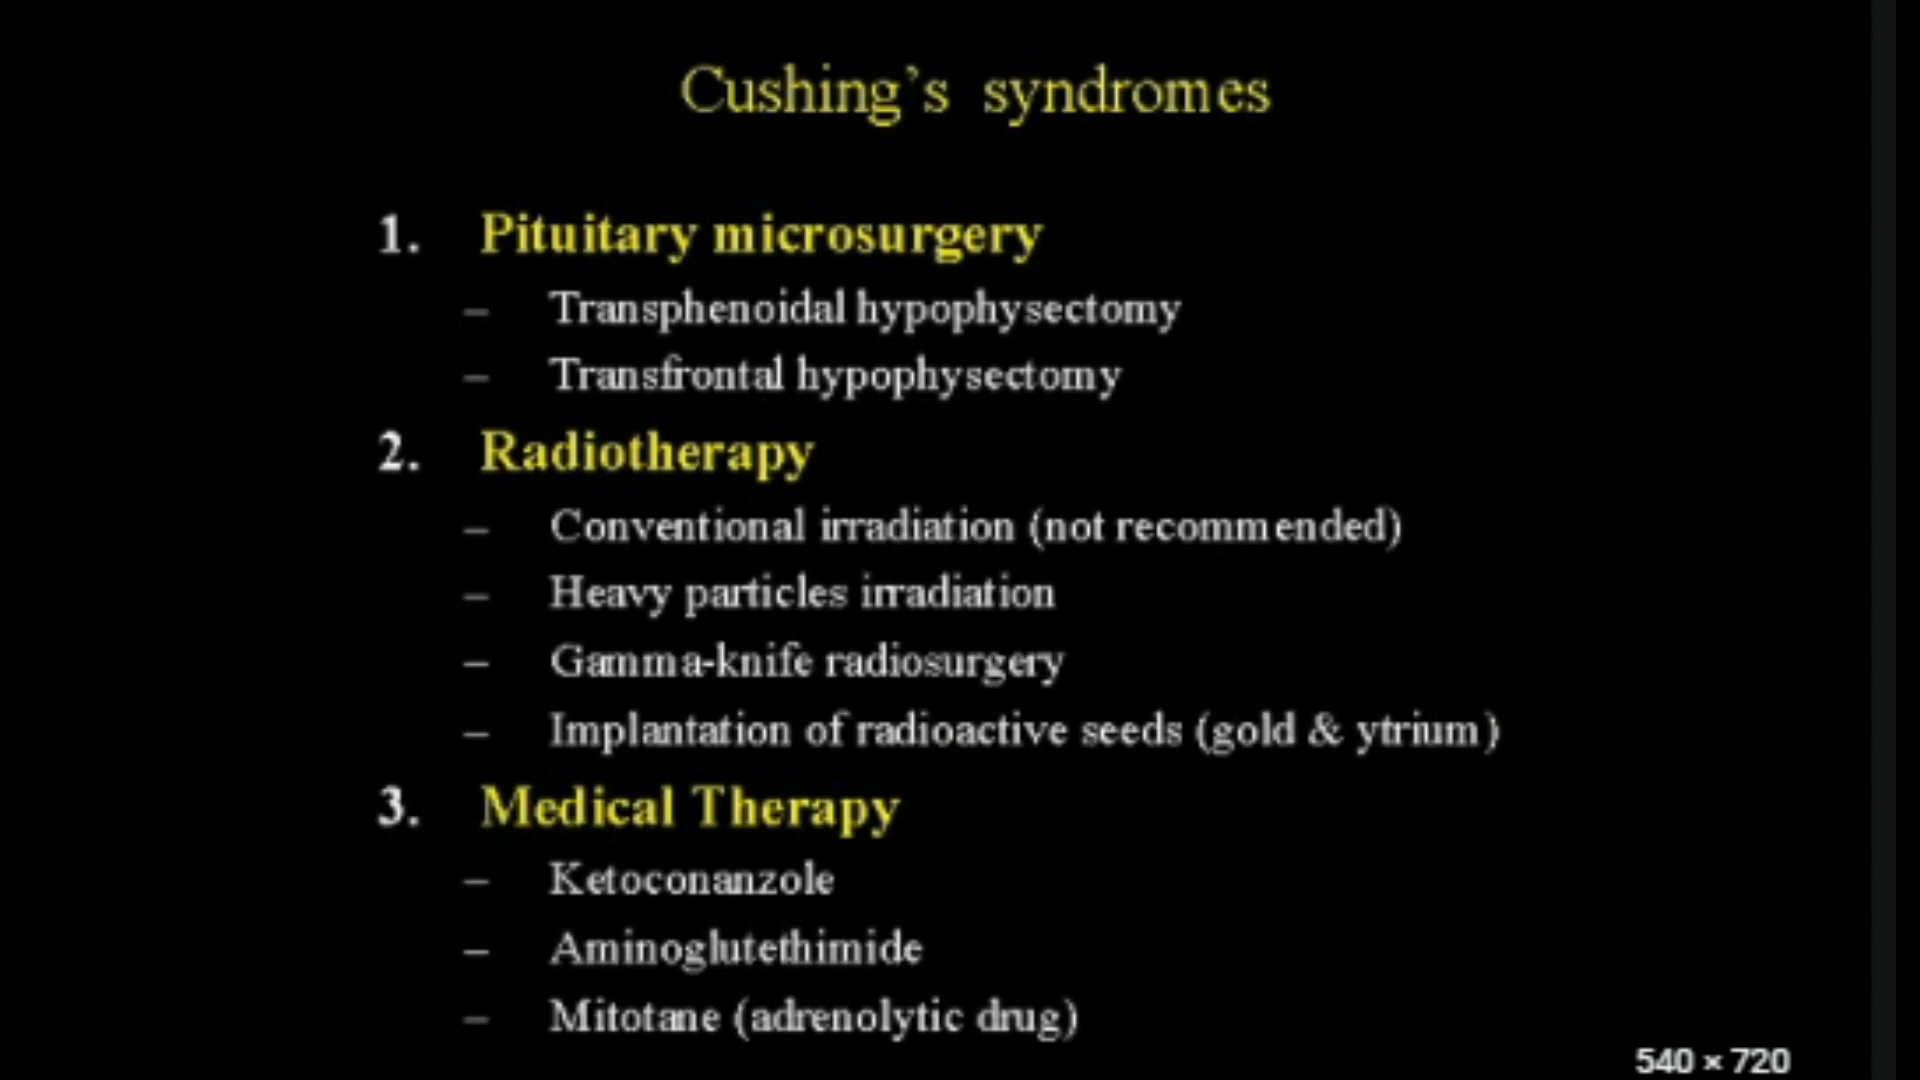 Cushing’s syndromes
1. Pituitary microsurgery
– Transphenoidal hypophysectomy
– Transfrontal hypophysectomy
2. Radiotherapy
– Conventional irradiation (not recommended)
– Heavy particles irradiation
– Gamma-knife radiosurgery
– Implantation of radioactive seeds (gold & ytrium)
3. Medical Therapy
– Ketoconanzole
– Aminoglutethimide
– Mitotane (adrenolytic drug)
540 × 720